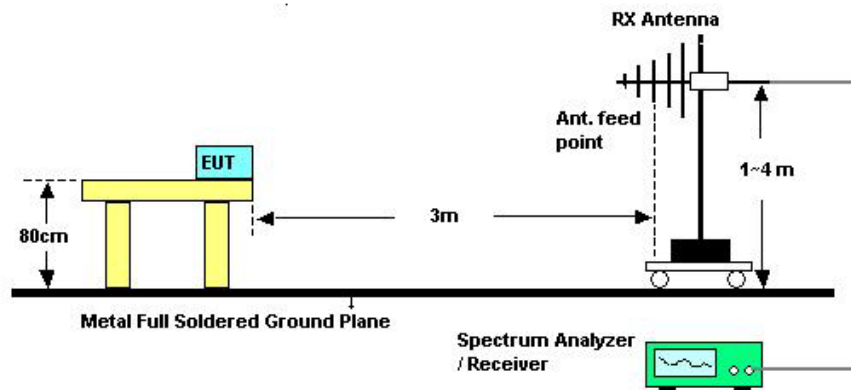 RX Antenna
Ant. feed
point
EUT
1~4 m
3m
80cm
Metal Full Soldered Ground Plane
Spectrum Analyzer
/ Receiver